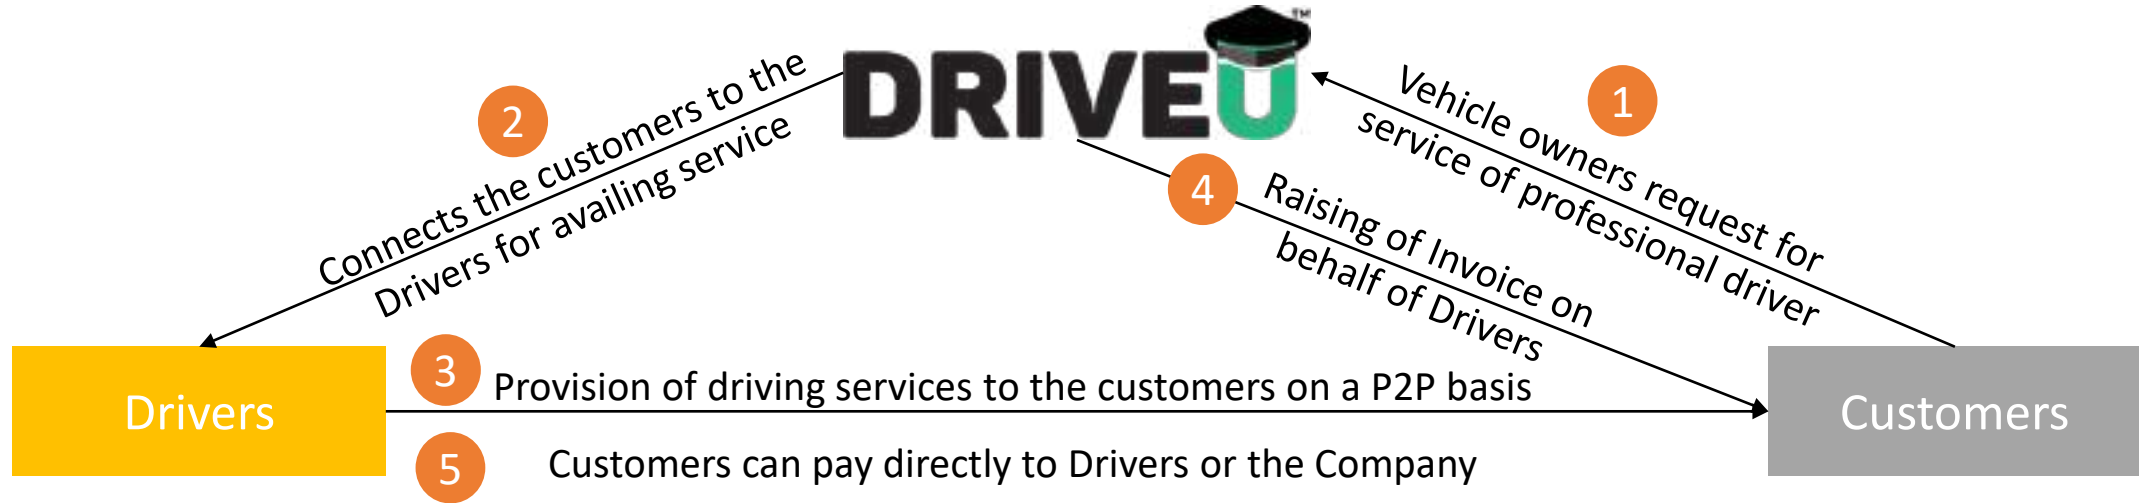 DRIVEU
TM
1
Vehicle owners request for
service of professional driver
2
Connects the customers to the
Drivers for availing service
4
Raising of Invoice on
behalf of Drivers
3
Provision of driving services to the customers on a P2P basis
Drivers
Customers
5
Customers can pay directly to Drivers or the Company